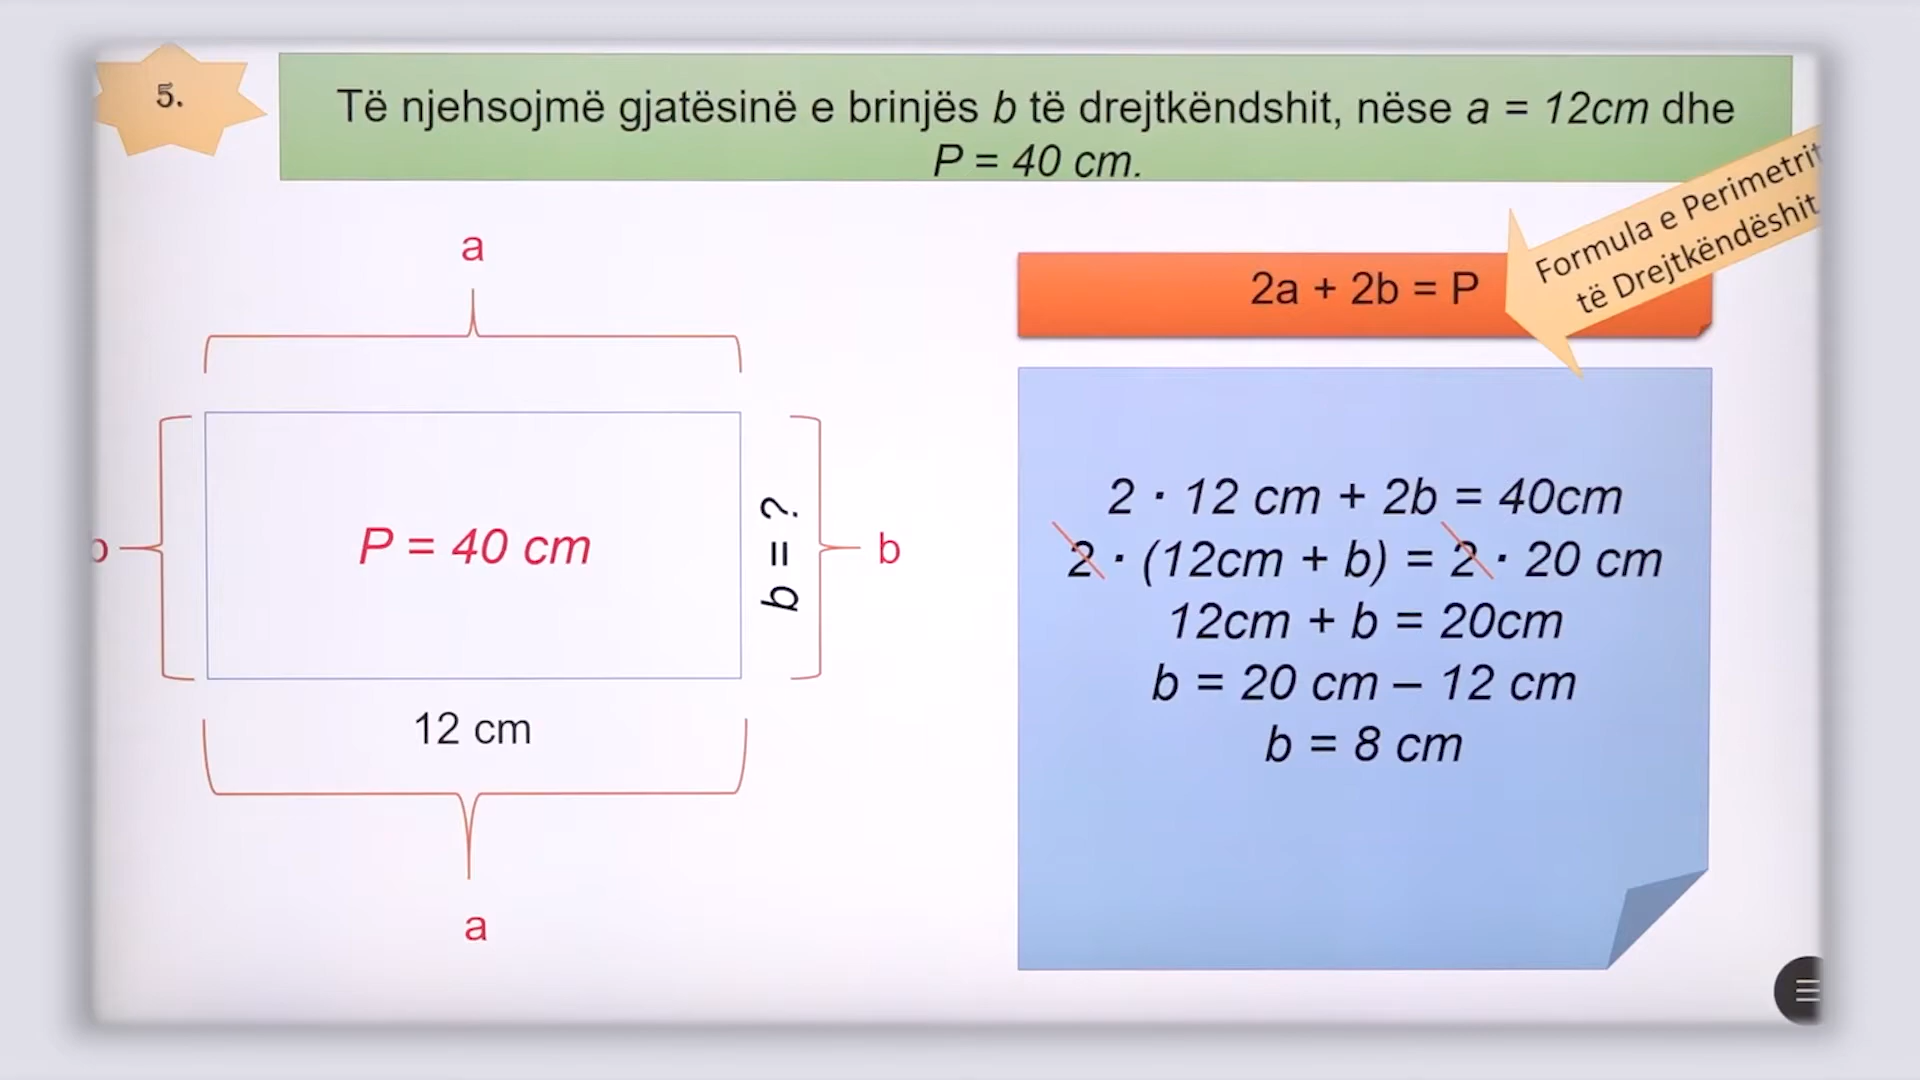 5.
Të njehsojmë gjatësinë e brinjës b të drejtkëndshit, nëse a = 12cm dhe
P = 40 cm.
Formula e Perimetrit
të Drejtkëndëshit
2a + 2b = P
a
b
P = 40 cm
b = ?
b
12 cm
a
2 · 12 cm + 2b = 40cm
2 · (12cm + b) = 2 · 20 cm
12cm + b = 20cm
b = 20 cm – 12 cm
b = 8 cm